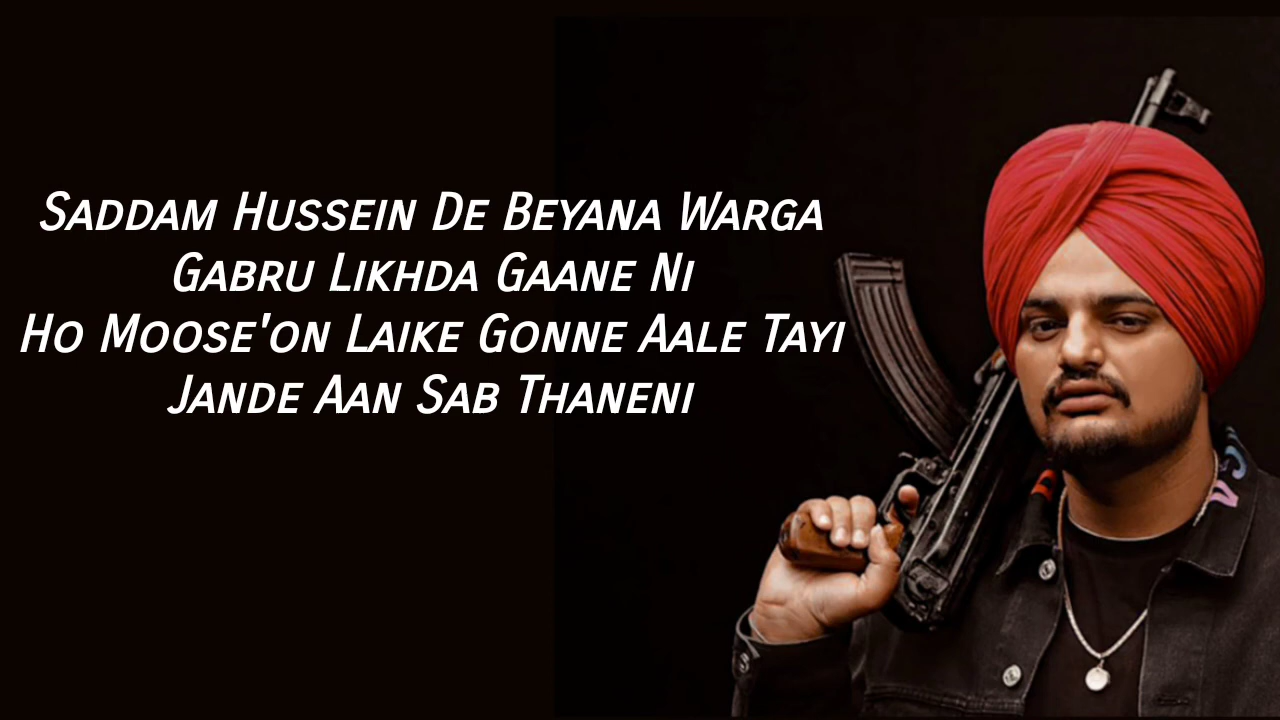 Saddam Hussein De Beyana Warga
Gabru Likhda Gaane Ni
Ho Moose'on Laike Gonne Aale Tayi
Jande Aan Sab Thaneni